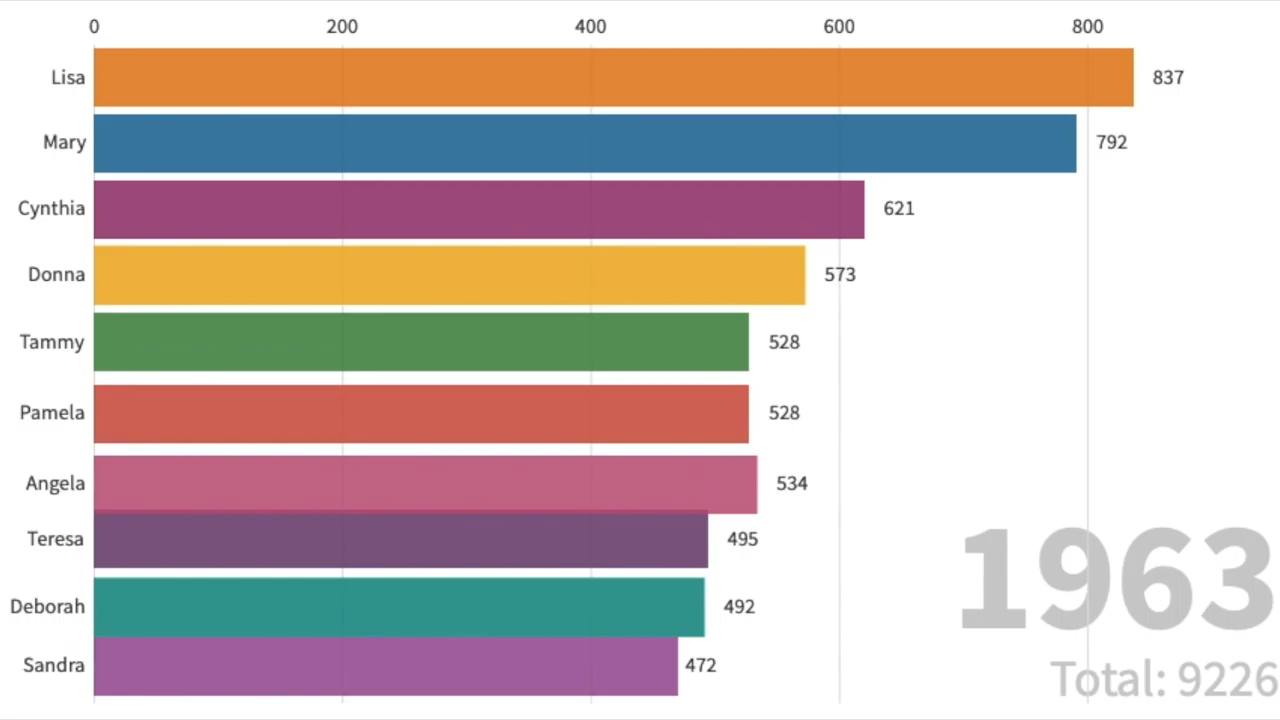 0 200 400 600 800
Lisa 837
Mary 792
Cynthia 621
Donna 573
Tammy 528
Pamela 528
Angela 534
Teresa 495
Deborah 492
Sandra 472
1963
Total: 9226